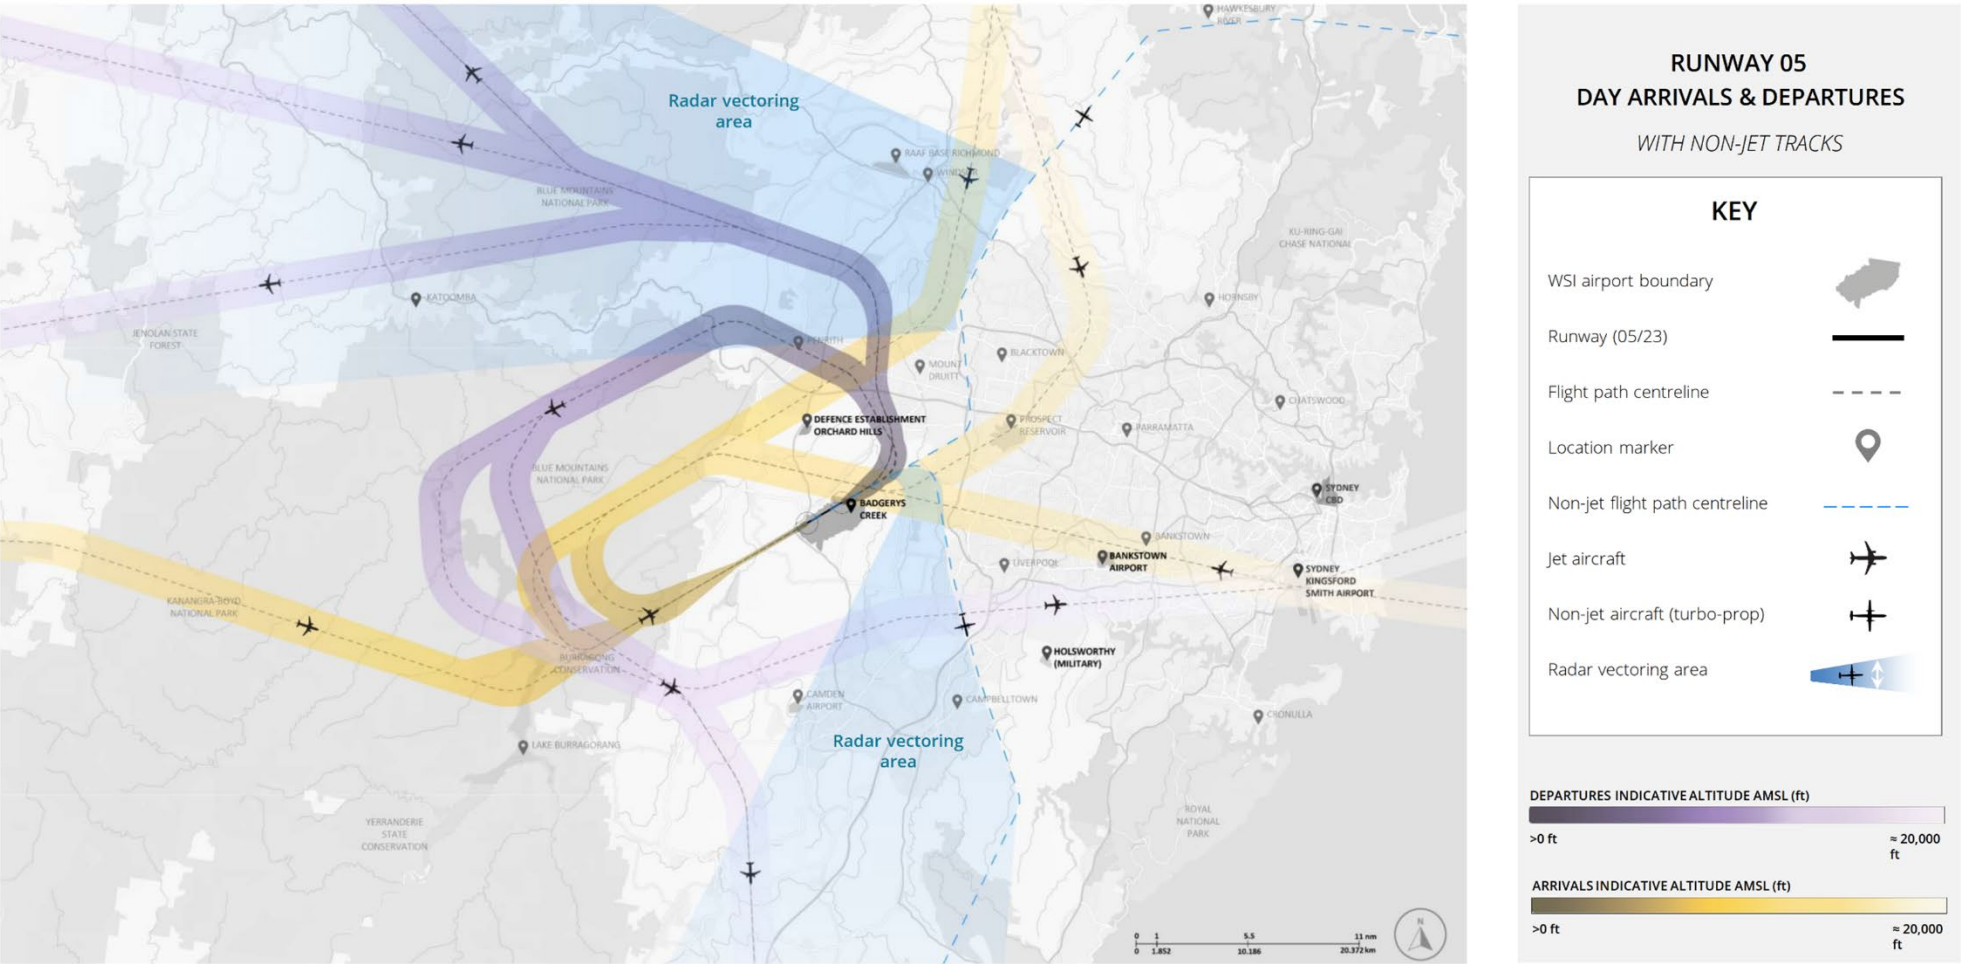 HAWKESBURY
RIVER
Radar vectoring
area
RAAF BASE RICHMOND
WINDSOR
BLUE MOUNTAINS
NATIONAL PARK
KU-RING-GAI
CHASE NATIONAL
KATOOMBA
HORNSBY
JENOLAN STATE
FOREST
PENRITH
BLACKTOWN
MOUNT
DRUITT
CHATSWOOD
DEFENCE ESTABLISHMENT
ORCHARD HILLS
PROSPECT
RESERVOIR
PARRAMATTA
BLUE MOUNTAINS
NATIONAL PARK
SYDNEY
CBD
BADGERYS
CREEK
BANKSTOWN
BANKSTOWN
AIRPORT
LIVERPOOL
SYDNEY
KINGSFORD
SMITH AIRPORT
KANANGRA-BOYD
NATIONAL PARK
HOLSWORTHY
(MILITARY)
BURRAGONG
CONSERVATION
CAMDEN
AIRPORT
CAMPBELLTOWN
CRONULLA
LAKE BURRAGORANG
Radar vectoring
area
YERRANDERIE
STATE
CONSERVATION
ROYAL
NATIONAL
PARK
N
0 1 5.5 11 nm
0 1.852 10.186 20.372 km
RUNWAY 05
DAY ARRIVALS & DEPARTURES
WITH NON-JET TRACKS
KEY
WSI airport boundary
Runway (05/23)
Flight path centreline
Location marker
Non-jet flight path centreline
Jet aircraft
Non-jet aircraft (turbo-prop)
Radar vectoring area
DEPARTURES INDICATIVE ALTITUDE AMSL (ft)
>0 ft ≈ 20,000
ft
ARRIVALS INDICATIVE ALTITUDE AMSL (ft)
>0 ft ≈ 20,000
ft